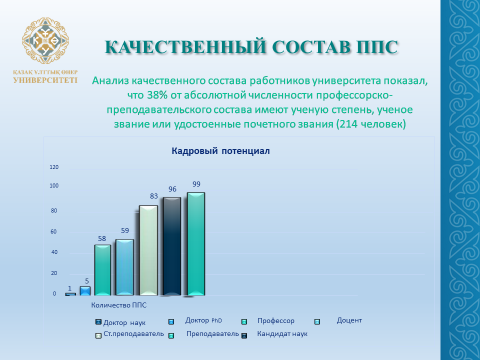 ҚАЗАҚ ҰЛТТЫҚ ӨНЕР
УНИВЕРСИТЕТІ
КАЧЕСТВЕННЫЙ СОСТАВ ППС
Анализ качественного состава работников университета показал,
что 38% от абсолютной численности профессорско-
преподавательского состава имеют ученую степень, ученое
звание или удостоенные почетного звания (214 человек)
Кадровый потенциал
120
100
80
60
40
20
0
1
5
58
59
83
96
99
Количество ППС
Доктор наук
Доктор PhD
Профессор
Доцент
Ст.преподаватель
Преподаватель
Кандидат наук